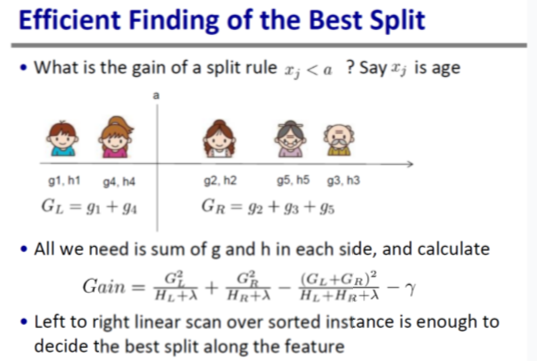 Efficient Finding of the Best Split
• What is the gain of a split rule x_j < a ? Say x_j is age
a
g1, h1 g4, h4 g2, h2 g5, h5 g3, h3
G_L = g_1 + g_4 G_R = g_2 + g_3 + g_5
• All we need is sum of g and h in each side, and calculate
Gain = \frac{G_L^2}{H_L+λ} + \frac{G_R^2}{H_R+λ} − \frac{(G_L+G_R)^2}{H_L+H_R+λ} − γ
• Left to right linear scan over sorted instance is enough to
decide the best split along the feature